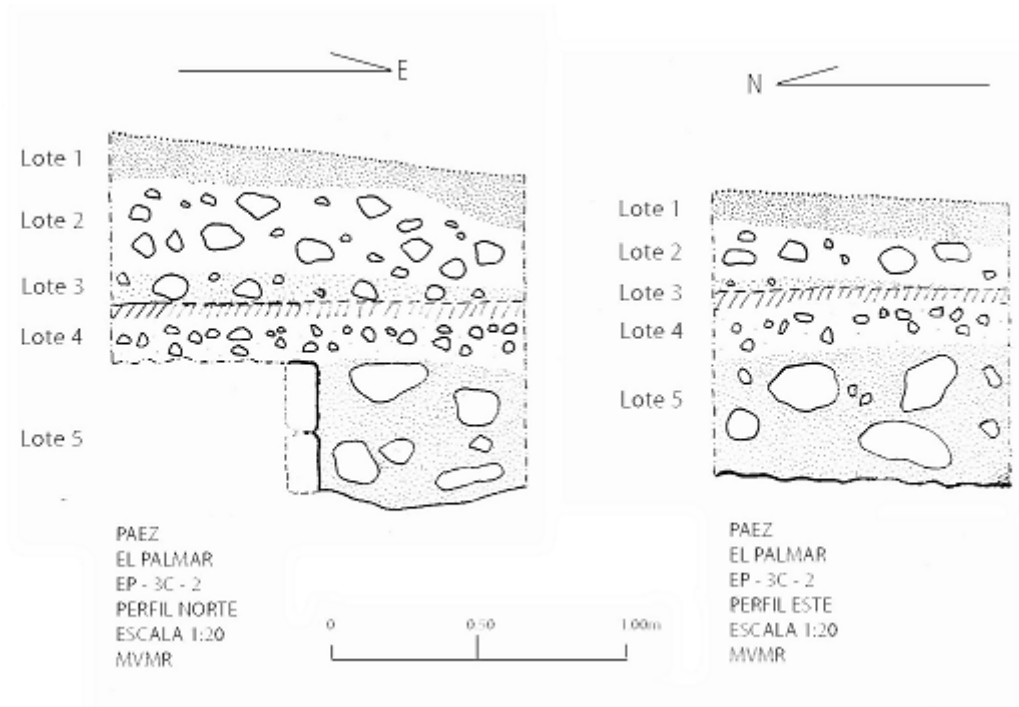 E
Lote 1
Lote 2
Lote 3
Lote 4
Lote 5
PAEZ
EL PALMAR
EP - 3C - 2
PERFIL NORTE
ESCALA 1:20
MVMR
N
Lote 1
Lote 2
Lote 3
Lote 4
Lote 5
PAEZ
EL PALMAR
EP - 3C - 2
PERFIL ESTE
ESCALA 1:20
MVMR
0 0.50 1.00m